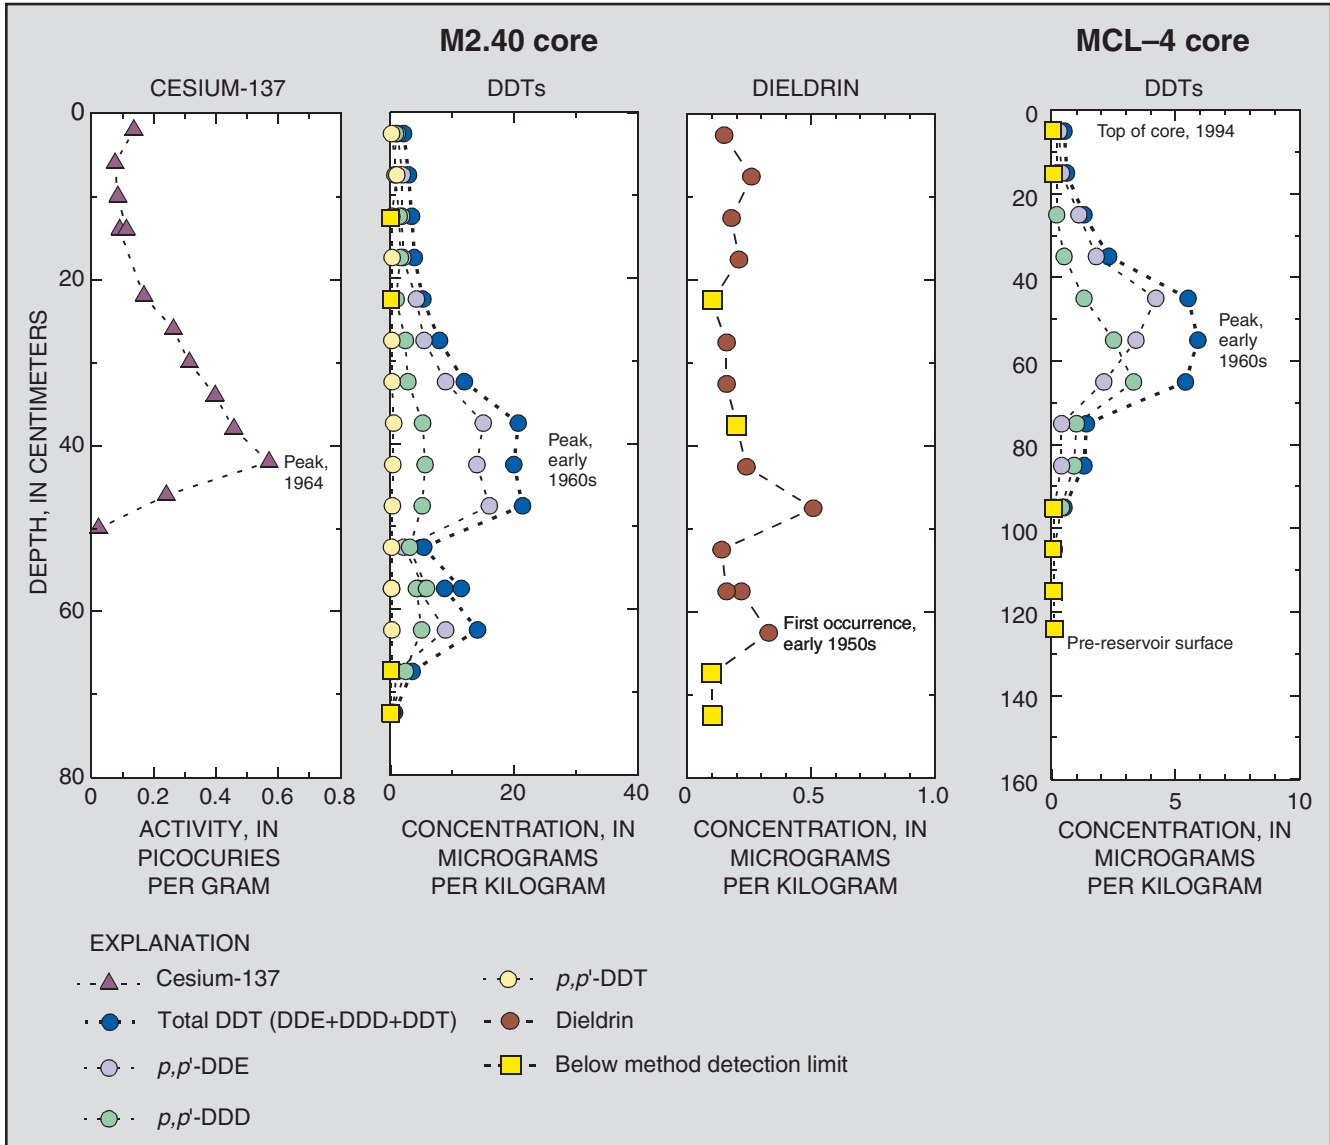 M2.40 core
MCL–4 core
CESIUM-137
DDTs
DIELDRIN
DDTs
DEPTH, IN CENTIMETERS
0
20
40
60
80
0
20
40
60
80
100
120
140
160
Peak,
1964
Peak,
early
1960s
First occurrence,
early 1950s
Top of core, 1994
Peak,
early
1960s
Pre-reservoir surface
0 0.2 0.4 0.6 0.8
0 20 40
0 0.5 1.0
0 5 10
ACTIVITY, IN
PICOCURIES
PER GRAM
CONCENTRATION, IN
MICROGRAMS
PER KILOGRAM
CONCENTRATION, IN
MICROGRAMS
PER KILOGRAM
CONCENTRATION, IN
MICROGRAMS
PER KILOGRAM
EXPLANATION
Cesium-137
Total DDT (DDE+DDD+DDT)
p,p'-DDE
p,p'-DDD
p,p'-DDT
Dieldrin
Below method detection limit